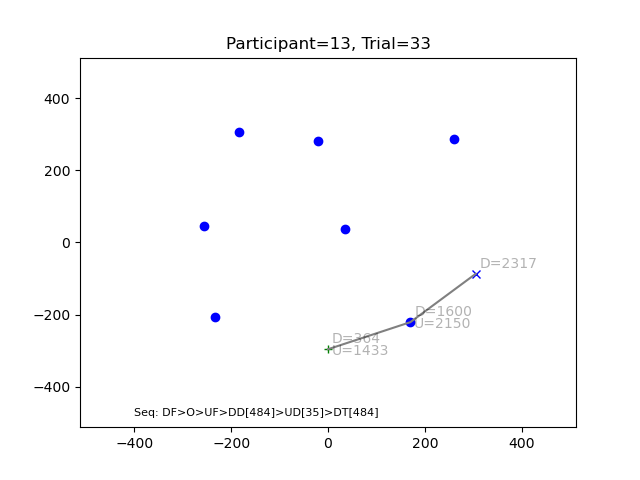 Participant=13, Trial=33
400
200
0
−200
−400
D=2317
D=1600
U=2150
D=364
U=1433
Seq: DF>O>UF>DD[484]>UD[35]>DT[484]
−400
−200
0
200
400